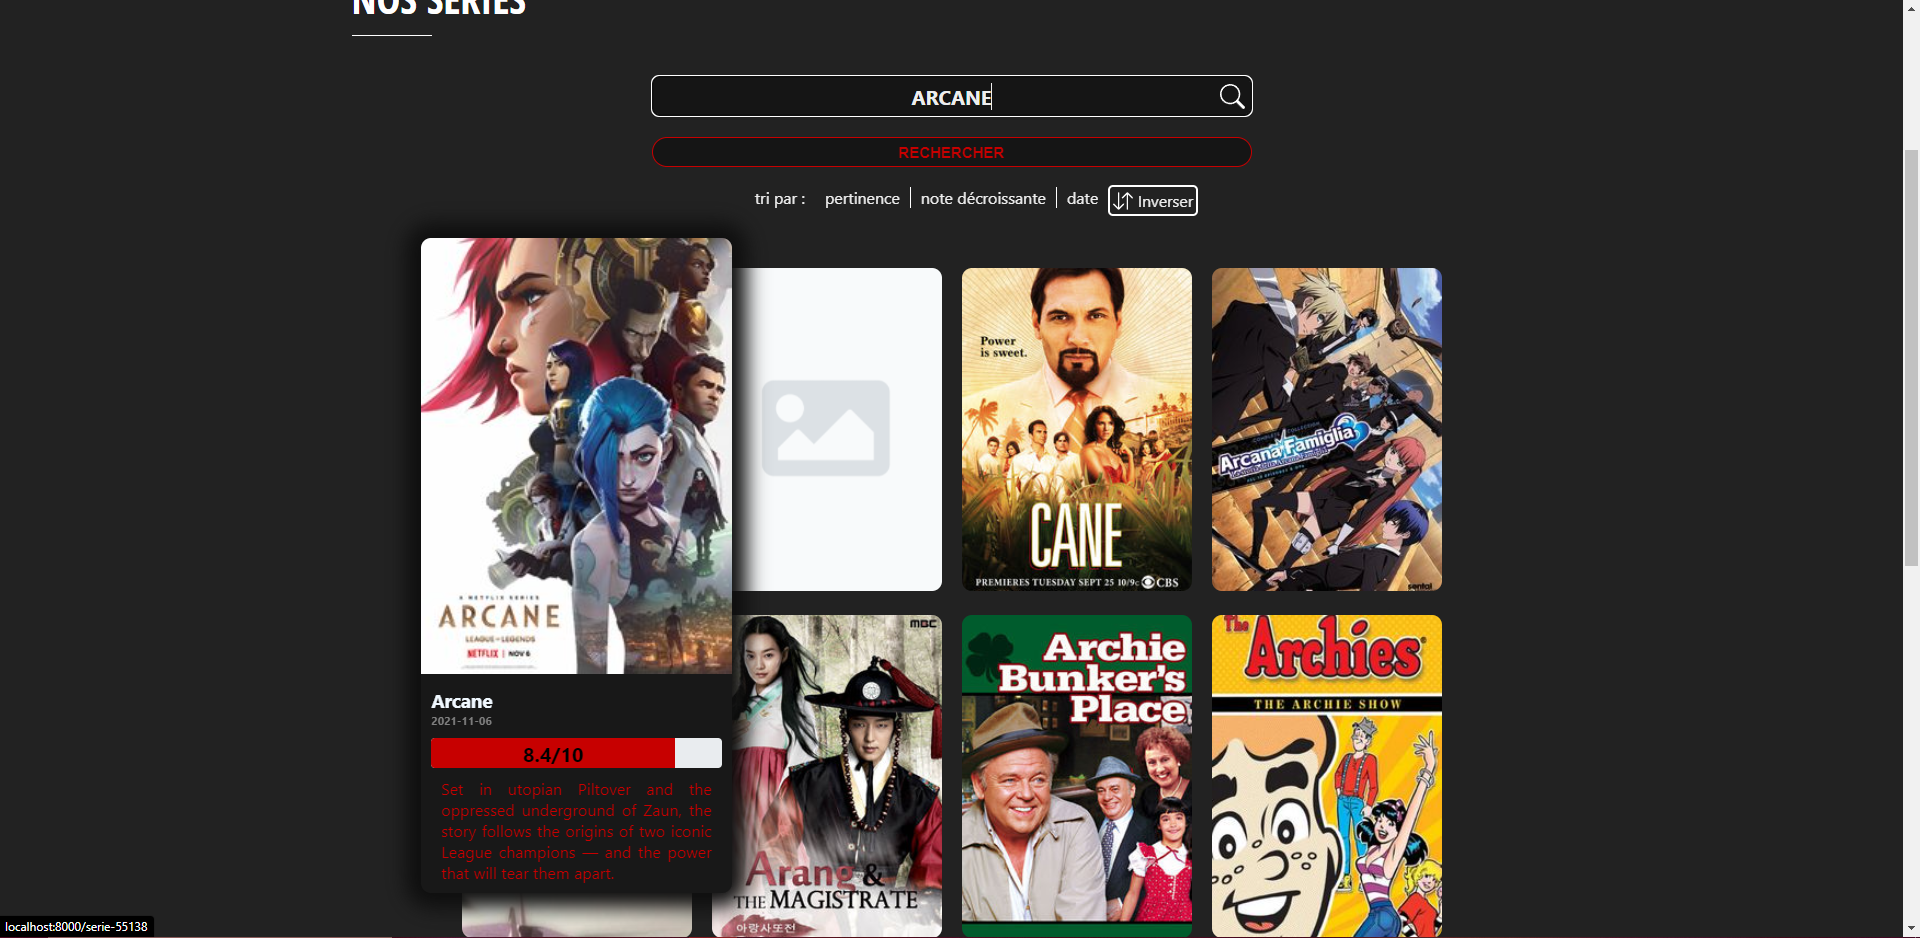 NOS SÉRIES
ARCANE
RECHERCHER
tri par :
pertinence
note décroissante
date
Inverser
A NETFLIX SERIES
ARCANE
LEAGUE OF LEGENDS
NETFLIX | NOV 6
Arcane
2021-11-06
8.4/10
Set in utopian Piltover and the
oppressed underground of Zaun, the
story follows the origins of two iconic
League champions — and the power
that will tear them apart.
Power
is sweet.
CANE
PREMIERES TUESDAY SEPT 25 10/9c CBS
COMPLETE COLLECTION
Arcana Famiglia
sentai
MBC
Arang &
THE MAGISTRATE
아랑사또전
Archie
Bunker's
Place
The
Archies
THE ARCHIE SHOW
localhost:8000/serie-55138